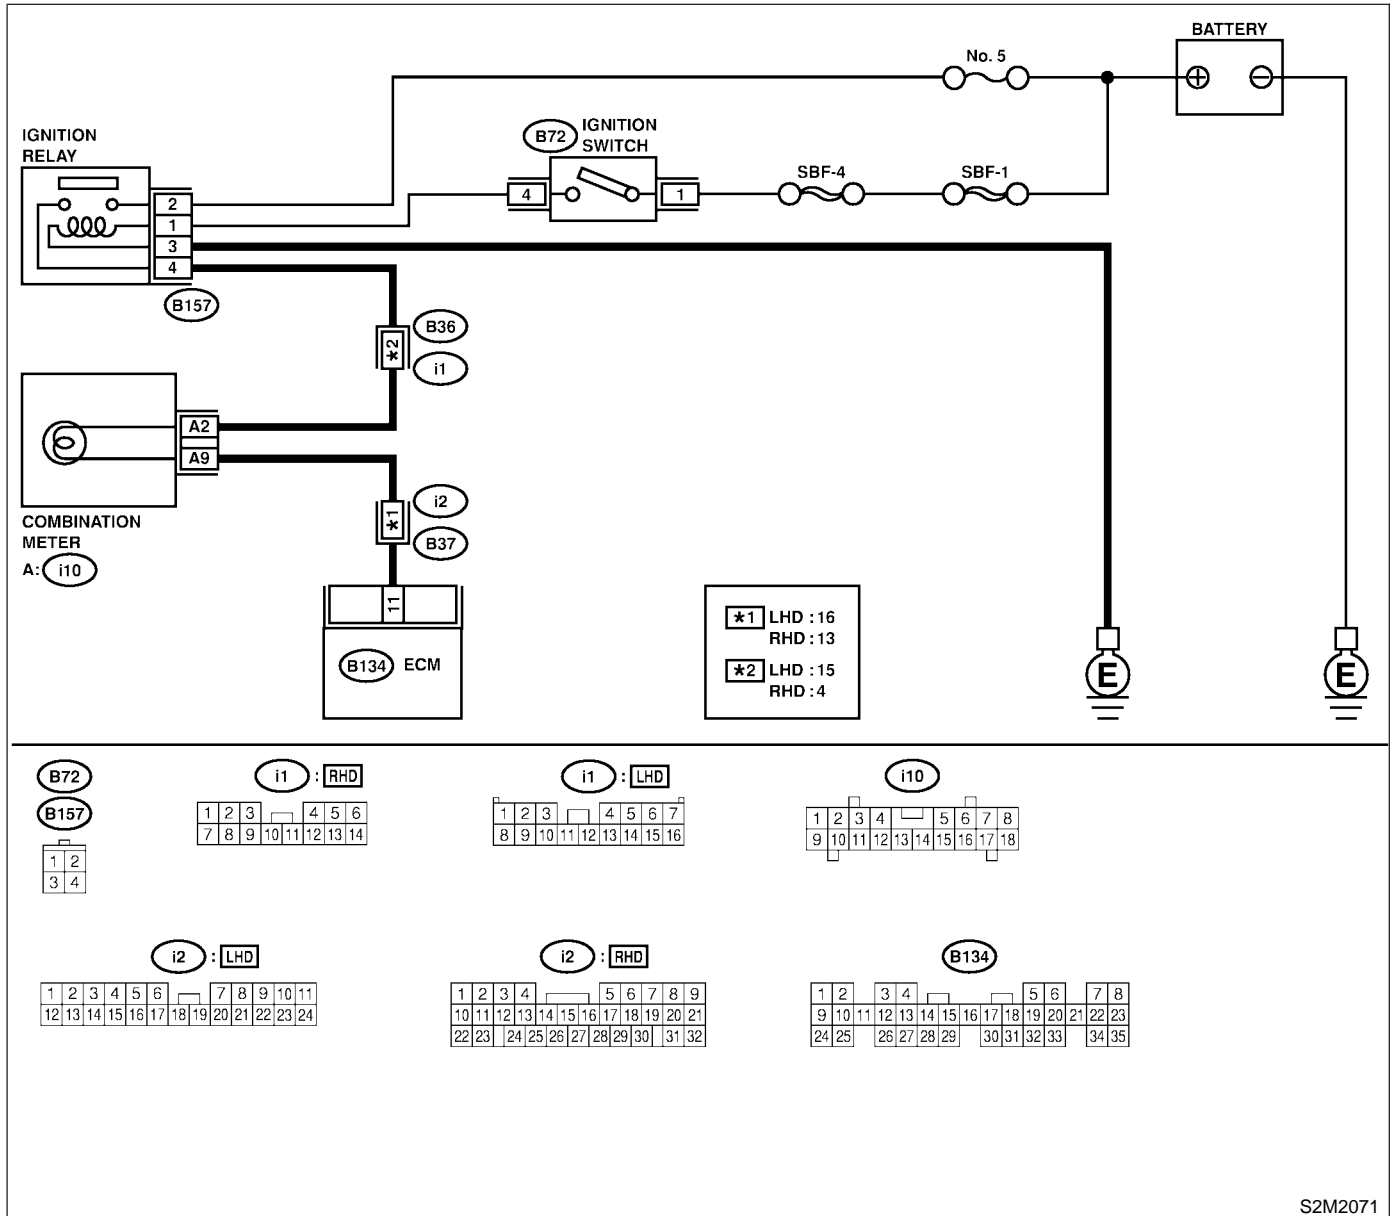 BATTERY
No. 5
IGNITION
RELAY
B72 IGNITION
SWITCH
SBF-4
SBF-1
2
1
3
4
4
1
B157
B36
*2
i1
A2
A9
i2
*1
B37
COMBINATION
METER
A: i10
11
B134 ECM
*1 LHD : 16
RHD : 13
*2 LHD : 15
RHD : 4
E
E
B72
B157
1 2
3 4
i1 : RHD
1 2 3 4 5 6
7 8 9 10 11 12 13 14
i1 : LHD
1 2 3 4 5 6 7
8 9 10 11 12 13 14 15 16
i10
1 2 3 4 5 6 7 8
9 10 11 12 13 14 15 16 17 18
i2 : LHD
1 2 3 4 5 6 7 8 9 10 11
12 13 14 15 16 17 18 19 20 21 22 23 24
i2 : RHD
1 2 3 4 5 6 7 8 9
10 11 12 13 14 15 16 17 18 19 20 21
22 23 24 25 26 27 28 29 30 31 32
B134
1 2 3 4 5 6 7 8
9 10 11 12 13 14 15 16 17 18 19 20 21 22 23
24 25 26 27 28 29 30 31 32 33 34 35
S2M2071